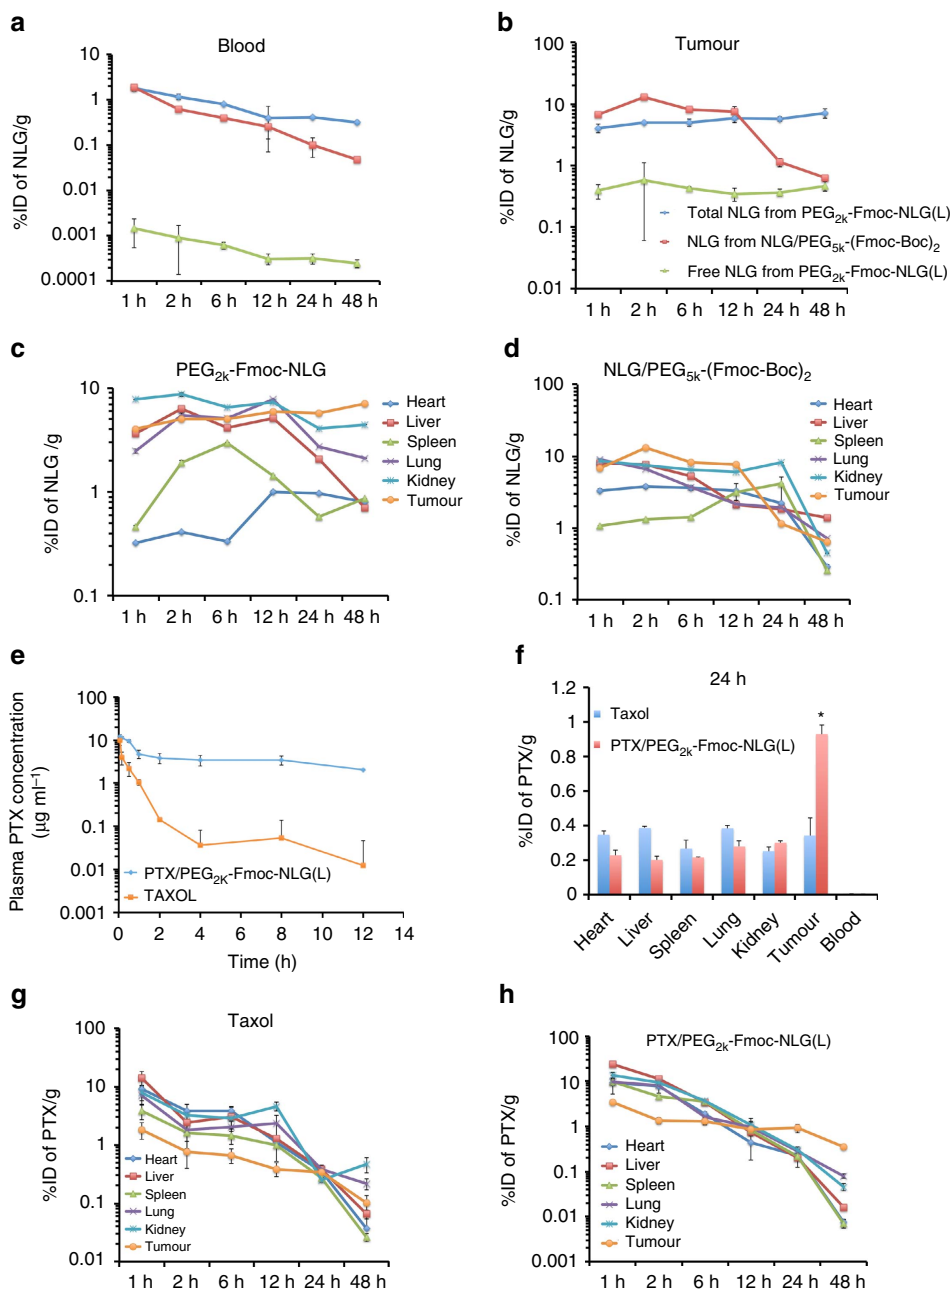 a
Blood
10
1
0.1
0.01
0.001
0.0001
%ID of NLG/g
1 h 2 h 6 h 12 h 24 h 48 h
b
Tumour
100
10
1
0.1
0.01
%ID of NLG/g
Total NLG from PEG2k-Fmoc-NLG(L)
NLG from NLG/PEG5k-(Fmoc-Boc)2
Free NLG from PEG2k-Fmoc-NLG(L)
1 h 2 h 6 h 12 h 24 h 48 h
c
PEG2k-Fmoc-NLG
10
1
0.1
%ID of NLG /g
Heart
Liver
Spleen
Lung
Kidney
Tumour
1 h 2 h 6 h 12 h 24 h 48 h
d
NLG/PEG5k-(Fmoc-Boc)2
100
10
1
0.1
%ID of NLG/g
Heart
Liver
Spleen
Lung
Kidney
Tumour
1 h 2 h 6 h 12 h 24 h 48 h
e
100
10
1
0.1
0.01
0.001
Plasma PTX concentration
(µg ml−1)
PTX/PEG2K-Fmoc-NLG(L)
TAXOL
0 2 4 6 8 10 12 14
Time (h)
f
24 h
1.2
1
0.8
0.6
0.4
0.2
0
%ID of PTX/g
Taxol
PTX/PEG2k-Fmoc-NLG(L)
*
Heart Liver Spleen Lung Kidney Tumour Blood
g
Taxol
100
10
1
0.1
0.01
%ID of PTX/g
Heart
Liver
Spleen
Lung
Kidney
Tumour
1 h 2 h 6 h 12 h 24 h 48 h
h
PTX/PEG2k-Fmoc-NLG(L)
100
10
1
0.1
0.01
0.001
%ID of PTX/g
Heart
Liver
Spleen
Lung
Kidney
Tumour
1 h 2 h 6 h 12 h 24 h 48 h